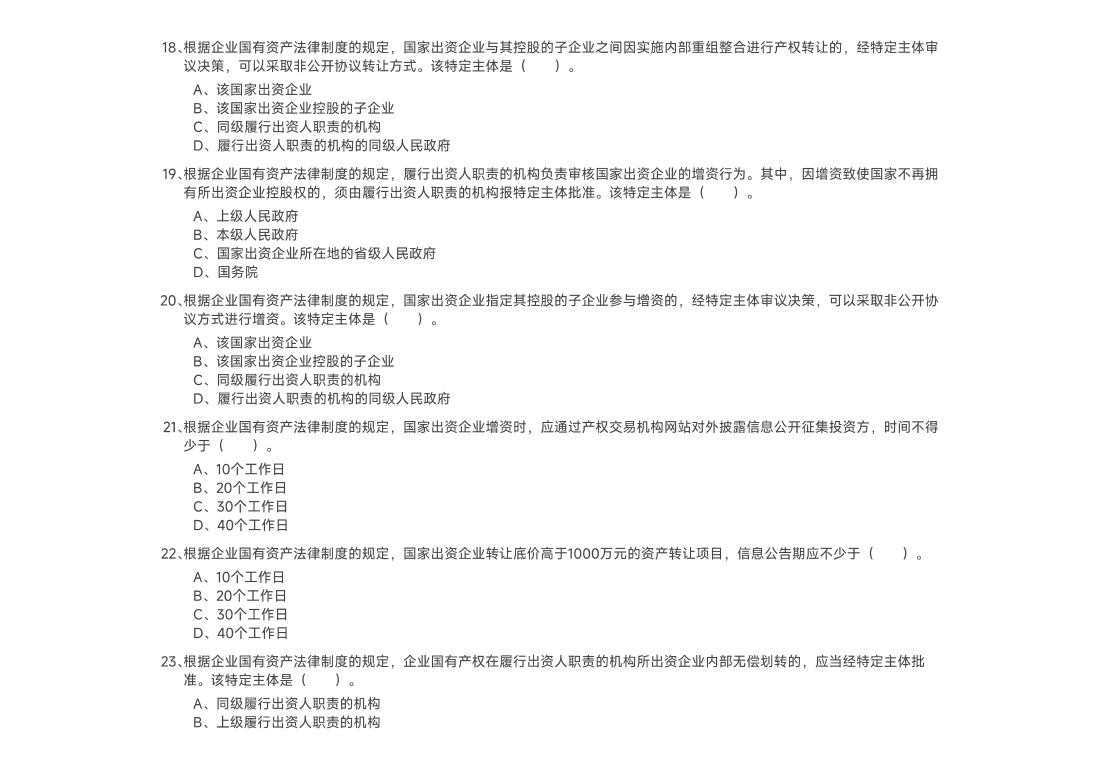 18、根据企业国有资产法律制度的规定，国家出资企业与其控股的子企业之间因实施内部重组整合进行产权转让的，经特定主体审
议决策，可以采取非公开协议转让方式。该特定主体是（　　）。
A、该国家出资企业
B、该国家出资企业控股的子企业
C、同级履行出资人职责的机构
D、履行出资人职责的机构的同级人民政府
19、根据企业国有资产法律制度的规定，履行出资人职责的机构负责审核国家出资企业的增资行为。其中，因增资致使国家不再拥
有所出资企业控股权的，须由履行出资人职责的机构报特定主体批准。该特定主体是（　　）。
A、上级人民政府
B、本级人民政府
C、国家出资企业所在地的省级人民政府
D、国务院
20、根据企业国有资产法律制度的规定，国家出资企业指定其控股的子企业参与增资的，经特定主体审议决策，可以采取非公开协
议方式进行增资。该特定主体是（　　）。
A、该国家出资企业
B、该国家出资企业控股的子企业
C、同级履行出资人职责的机构
D、履行出资人职责的机构的同级人民政府
21、根据企业国有资产法律制度的规定，国家出资企业增资时，应通过产权交易机构网站对外披露信息公开征集投资方，时间不得
少于（　　）。
A、10个工作日
B、20个工作日
C、30个工作日
D、40个工作日
22、根据企业国有资产法律制度的规定，国家出资企业转让底价高于1000万元的资产转让项目，信息公告期应不少于（　　）。
A、10个工作日
B、20个工作日
C、30个工作日
D、40个工作日
23、根据企业国有资产法律制度的规定，企业国有产权在履行出资人职责的机构所出资企业内部无偿划转的，应当经特定主体批
准。该特定主体是（　　）。
A、同级履行出资人职责的机构
B、上级履行出资人职责的机构